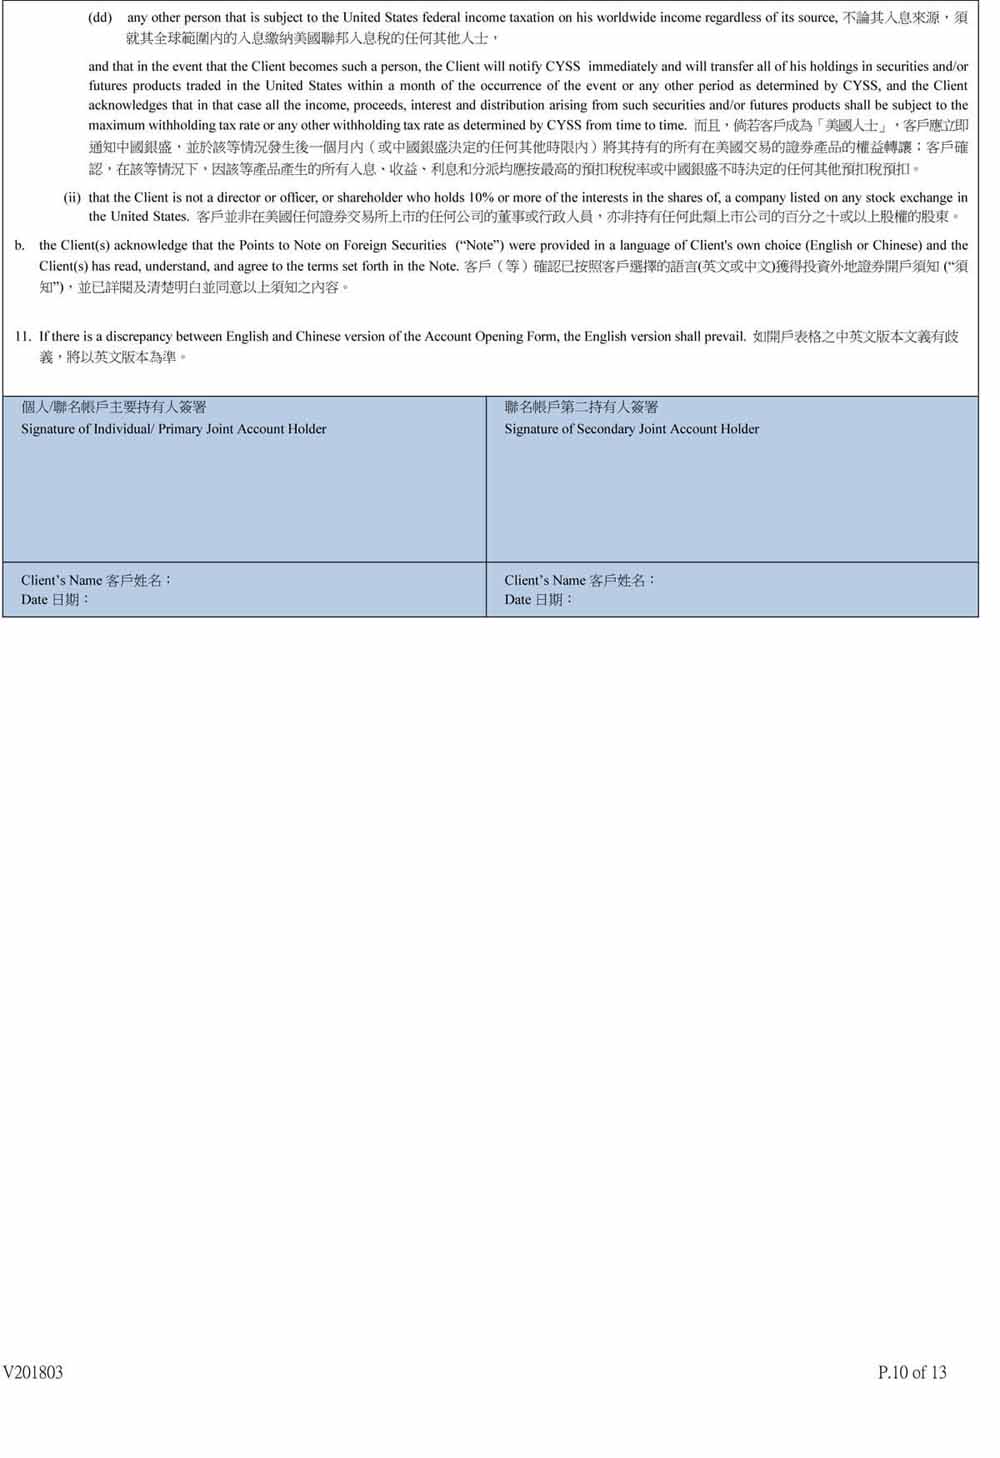 (dd) any other person that is subject to the United States federal income taxation on his worldwide income regardless of its source, 不論其入息來源，須
就其全球範圍內的入息繳納美國聯邦入息稅的任何其他人士，
and that in the event that the Client becomes such a person, the Client will notify CYSS immediately and will transfer all of his holdings in securities and/or
futures products traded in the United States within a month of the occurrence of the event or any other period as determined by CYSS, and the Client
acknowledges that in that case all the income, proceeds, interest and distribution arising from such securities and/or futures products shall be subject to the
maximum withholding tax rate or any other withholding tax rate as determined by CYSS from time to time. 而且，倘若客戶成為「美國人士」，客戶應立即
通知中國銀盛，並於該等情況發生後一個月內（或中國銀盛決定的任何其他時限內）將其持有的所有在美國交易的證券產品的權益轉讓；客戶確
認，在該等情況下，因該等產品產生的所有入息、收益、利息和分派均應按最高的預扣稅稅率或中國銀盛不時決定的任何其他預扣稅預扣。
(ii) that the Client is not a director or officer, or shareholder who holds 10% or more of the interests in the shares of, a company listed on any stock exchange in
the United States. 客戶並非在美國任何證券交易所上市的任何公司的董事或行政人員，亦非持有任何此類上市公司的百分之十或以上股權的股東。
b. the Client(s) acknowledge that the Points to Note on Foreign Securities (“Note”) were provided in a language of Client's own choice (English or Chinese) and the
Client(s) has read, understand, and agree to the terms set forth in the Note. 客戶（等）確認已按照客戶選擇的語言(英文或中文)獲得投資外地證券開戶須知 (“須
知”)，並已詳閱及清楚明白並同意以上須知之內容。
11. If there is a discrepancy between English and Chinese version of the Account Opening Form, the English version shall prevail. 如開戶表格之中英文版本文義有歧
義，將以英文版本為準。
個人/聯名帳戶主要持有人簽署
Signature of Individual/ Primary Joint Account Holder
聯名帳戶第二持有人簽署
Signature of Secondary Joint Account Holder
Client’s Name 客戶姓名：
Date 日期：
Client’s Name 客戶姓名：
Date 日期：
V201803
P.10 of 13